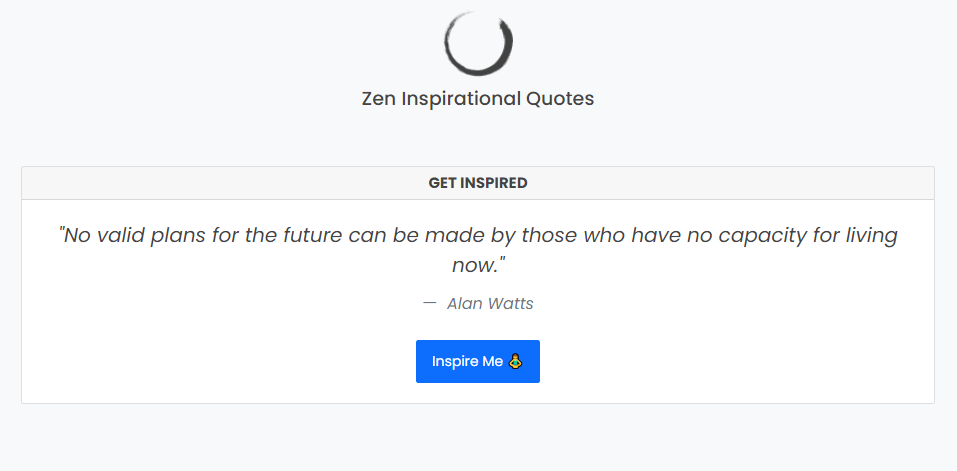 Zen Inspirational Quotes
GET INSPIRED
"No valid plans for the future can be made by those who have no capacity for living
now."
— Alan Watts
Inspire Me